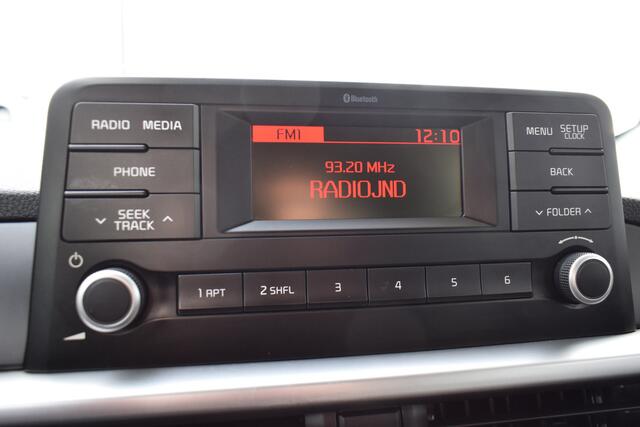 Bluetooth
RADIO MEDIA
PHONE
SEEK
TRACK
FM1 12:10
93.20 MHz
RADIOJND
MENU SETUP
CLOCK
BACK
FOLDER
1 APT 2 SHFL 3 4 5 6